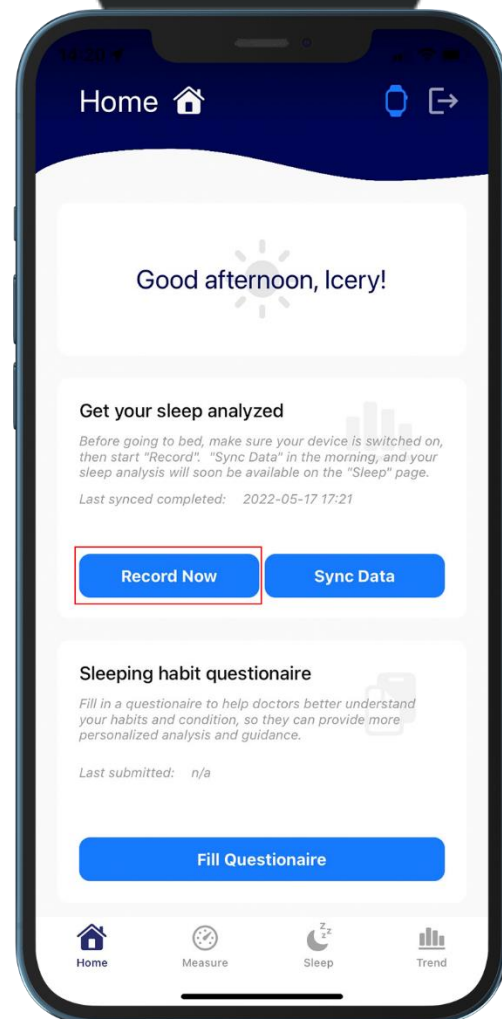 14:20
Home
Good afternoon, Icery!
Get your sleep analyzed
Before going to bed, make sure your device is switched on,
then start "Record".  "Sync Data" in the morning, and your
sleep analysis will soon be available on the "Sleep" page.
Last synced completed:   2022-05-17 17:21
Record Now
Sync Data
Sleeping habit questionaire
Fill in a questionaire to help doctors better understand
your habits and condition, so they can provide more
personalized analysis and guidance.
Last submitted:   n/a
Fill Questionaire
z z z
Home
Measure
Sleep
Trend